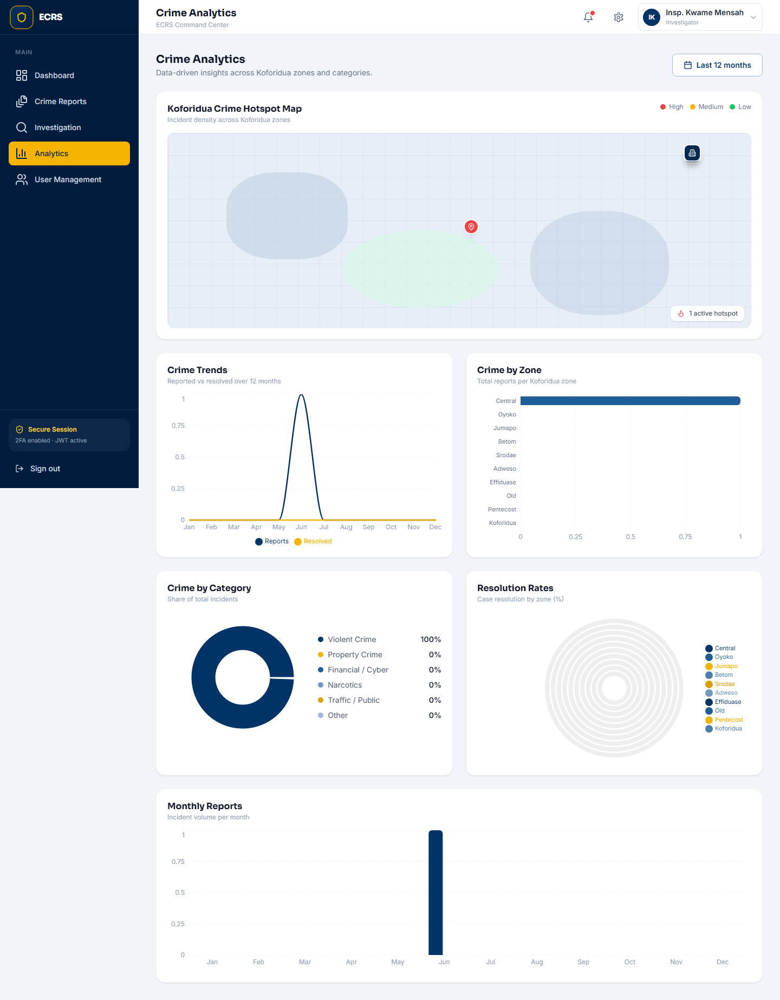 ECRS
MAIN
Dashboard
Crime Reports
Investigation
Analytics
User Management
Secure Session
2FA enabled · JWT active
Sign out
Crime Analytics
ECRS Command Center
IK
Insp. Kwame Mensah
Investigator
Crime Analytics
Data-driven insights across Koforidua zones and categories.
Last 12 months
Koforidua Crime Hotspot Map
Incident density across Koforidua zones
High
Medium
Low
1 active hotspot
Crime Trends
Reported vs resolved over 12 months
1
0.75
0.5
0.25
0
Jan Feb Mar Apr May Jun Jul Aug Sep Oct Nov Dec
Reports Resolved
Crime by Zone
Total reports per Koforidua zone
Central
Oyoko
Jumapo
Betom
Srodae
Adweso
Effiduase
Old
Pentecost
Koforidua
0 0.25 0.5 0.75 1
Crime by Category
Share of total incidents
Violent Crime 100%
Property Crime 0%
Financial / Cyber 0%
Narcotics 0%
Traffic / Public 0%
Other 0%
Resolution Rates
Case resolution by zone (%)
Central
Oyoko
Jumapo
Betom
Srodae
Adweso
Effiduase
Old
Pentecost
Koforidua
Monthly Reports
Incident volume per month
1
0.75
0.5
0.25
0
Jan Feb Mar Apr May Jun Jul Aug Sep Oct Nov Dec